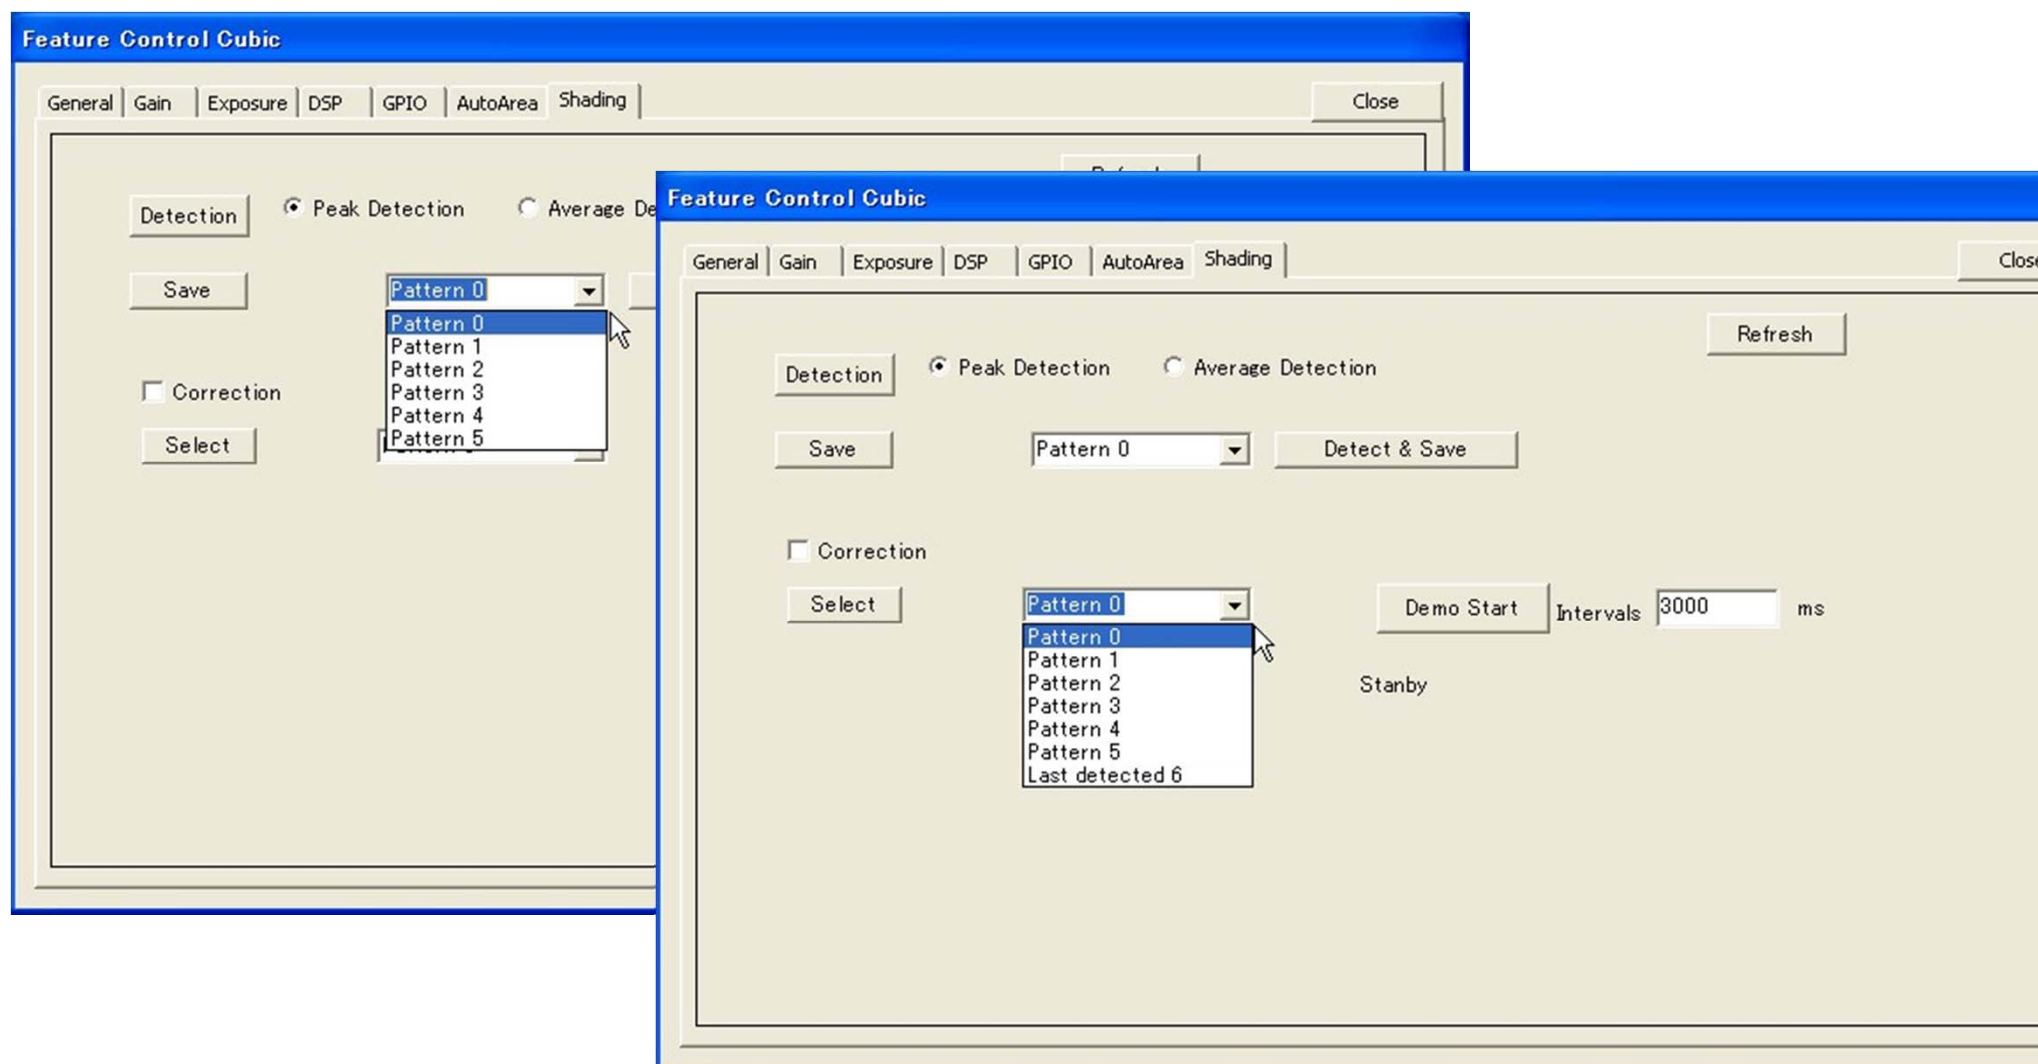 Feature Control Cubic
General Gain Exposure DSP GPIO AutoArea Shading Close
Detection Peak Detection Average De
Save Pattern 0
Pattern 0
Pattern 1
Pattern 2
Pattern 3
Pattern 4
Pattern 5
Correction
Select
Feature Control Cubic
General Gain Exposure DSP GPIO AutoArea Shading Close
Refresh
Detection Peak Detection Average Detection
Save Pattern 0 Detect & Save
Correction
Select Pattern 0 Demo Start Intervals 3000 ms
Pattern 0
Pattern 1
Pattern 2
Pattern 3
Pattern 4
Pattern 5
Last detected 6
Stanby